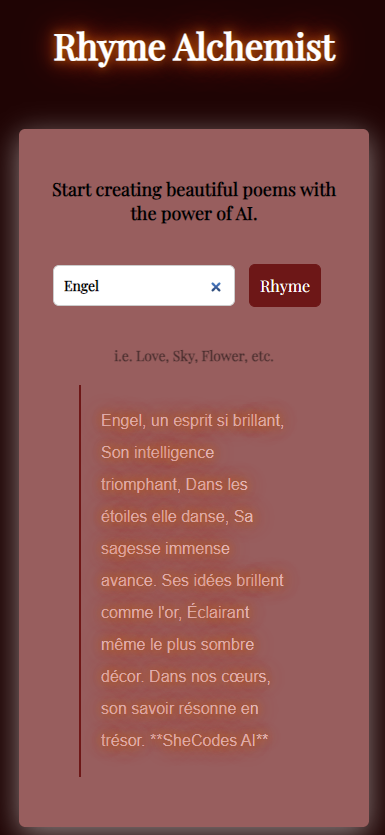 Rhyme Alchemist
Start creating beautiful poems with
the power of AI.
Engel
Rhyme
i.e. Love, Sky, Flower, etc.
Engel, un esprit si brillant,
Son intelligence
triomphant, Dans les
étoiles elle danse, Sa
sagesse immense
avance. Ses idées brillent
comme l'or, Éclairant
même le plus sombre
décor. Dans nos cœurs,
son savoir résonne en
trésor. **SheCodes AI**